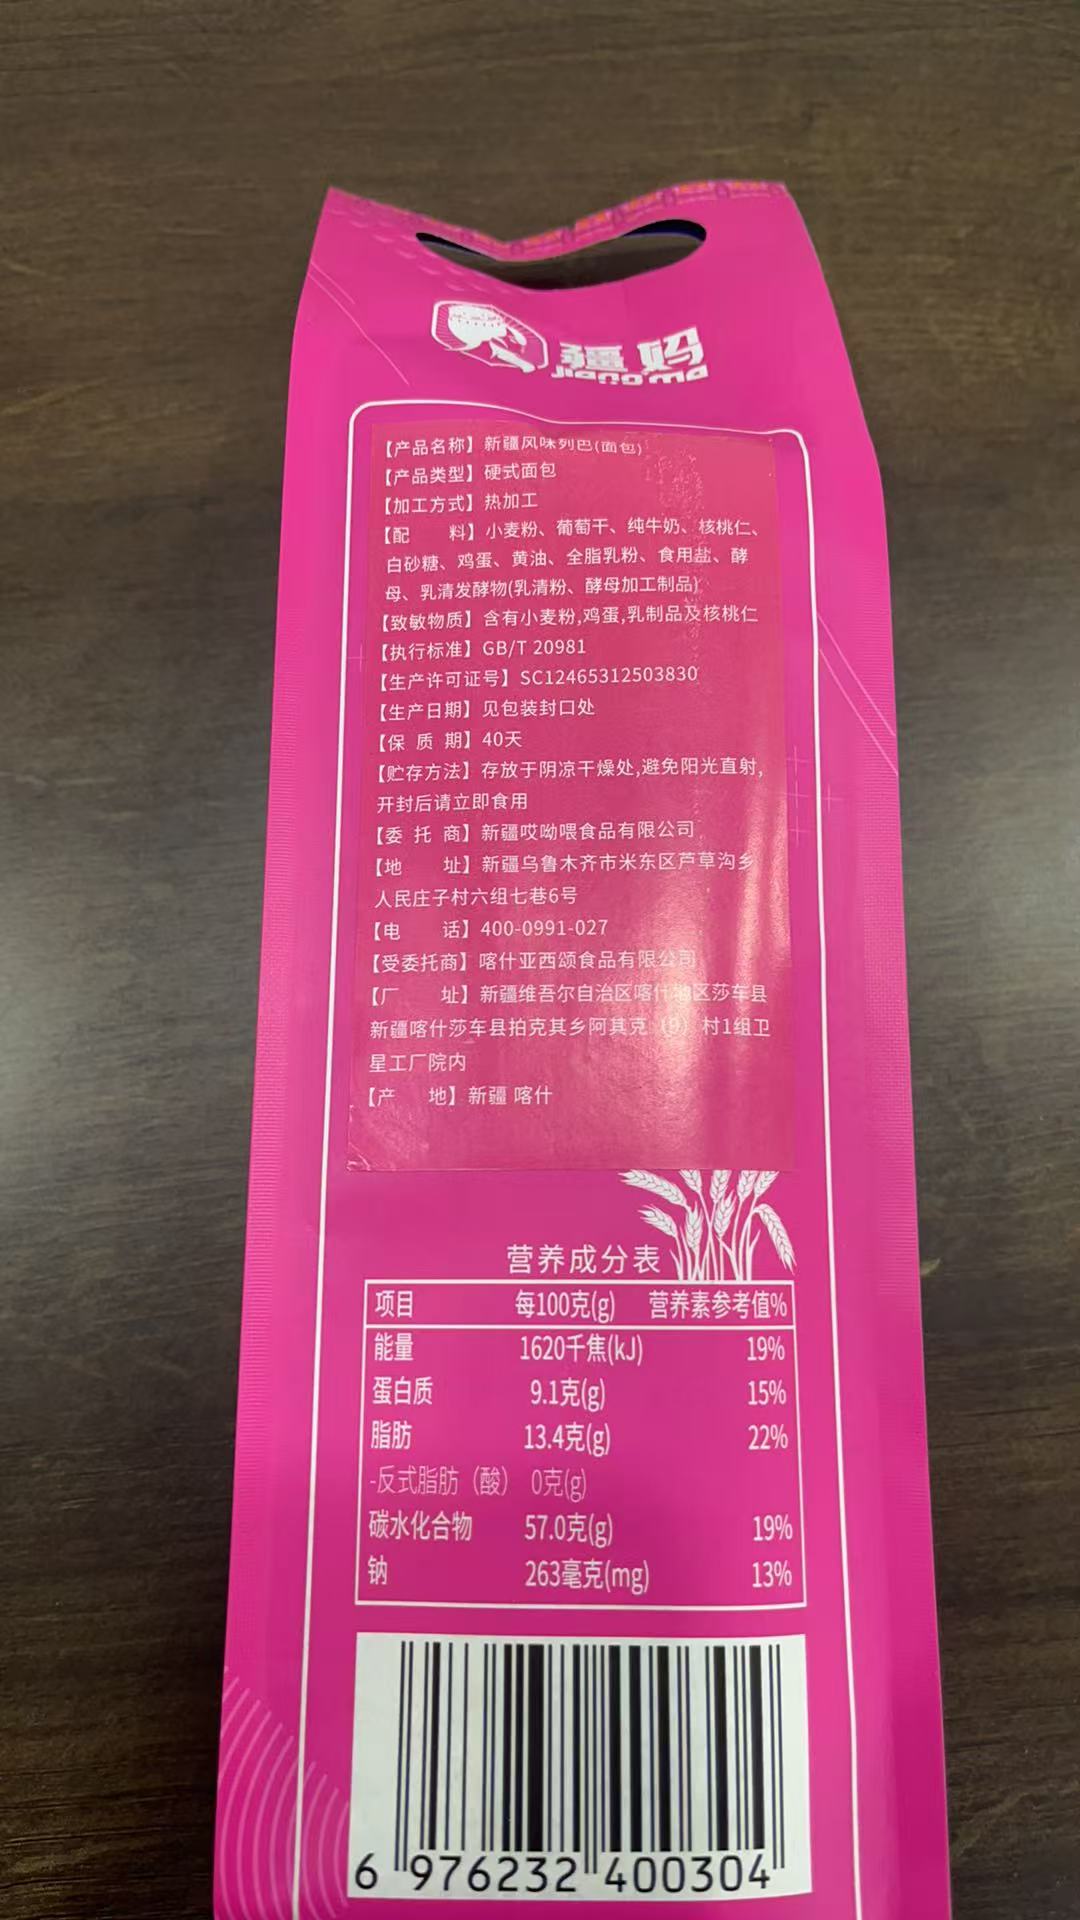 疆妈
Jiang ma
【产品名称】新疆风味列巴(面包)
【产品类型】硬式面包
【加工方式】热加工
【配 料】小麦粉、葡萄干、纯牛奶、核桃仁、
白砂糖、鸡蛋、黄油、全脂乳粉、食用盐、酵
母、乳清发酵物(乳清粉、酵母加工制品)
【致敏物质】含有小麦粉,鸡蛋,乳制品及核桃仁
【执行标准】GB/T 20981
【生产许可证号】SC12465312503830
【生产日期】见包装封口处
【保 质 期】40天
【贮存方法】存放于阴凉干燥处,避免阳光直射,
开封后请立即食用
【委 托 商】新疆哎呦喂食品有限公司
【地 址】新疆乌鲁木齐市米东区芦草沟乡
人民庄子村六组七巷6号
【电 话】400-0991-027
【受委托商】喀什亚西颂食品有限公司
【厂 址】新疆维吾尔自治区喀什地区莎车县
新疆喀什莎车县拍克其乡阿其克（9）村1组卫
星工厂院内
【产 地】新疆 喀什
营养成分表
项目 每100克(g) 营养素参考值%
能量 1620千焦(kJ) 19%
蛋白质 9.1克(g) 15%
脂肪 13.4克(g) 22%
-反式脂肪（酸） 0克(g)
碳水化合物 57.0克(g) 19%
钠 263毫克(mg) 13%
6 976232 400304